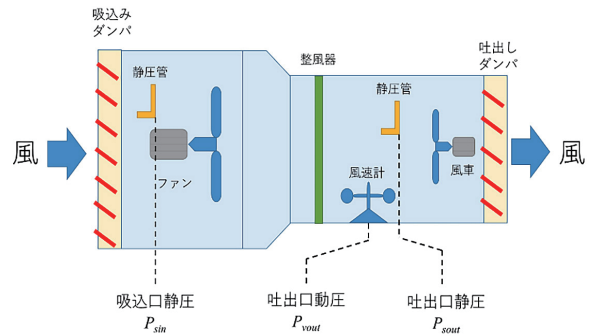 吸込み
ダンパ
静圧管
ファン
整風器
静圧管
風速計
風車
吐出し
ダンパ
風
風
吸込口静圧
Psin
吐出口動圧
Pvout
吐出口静圧
Psout